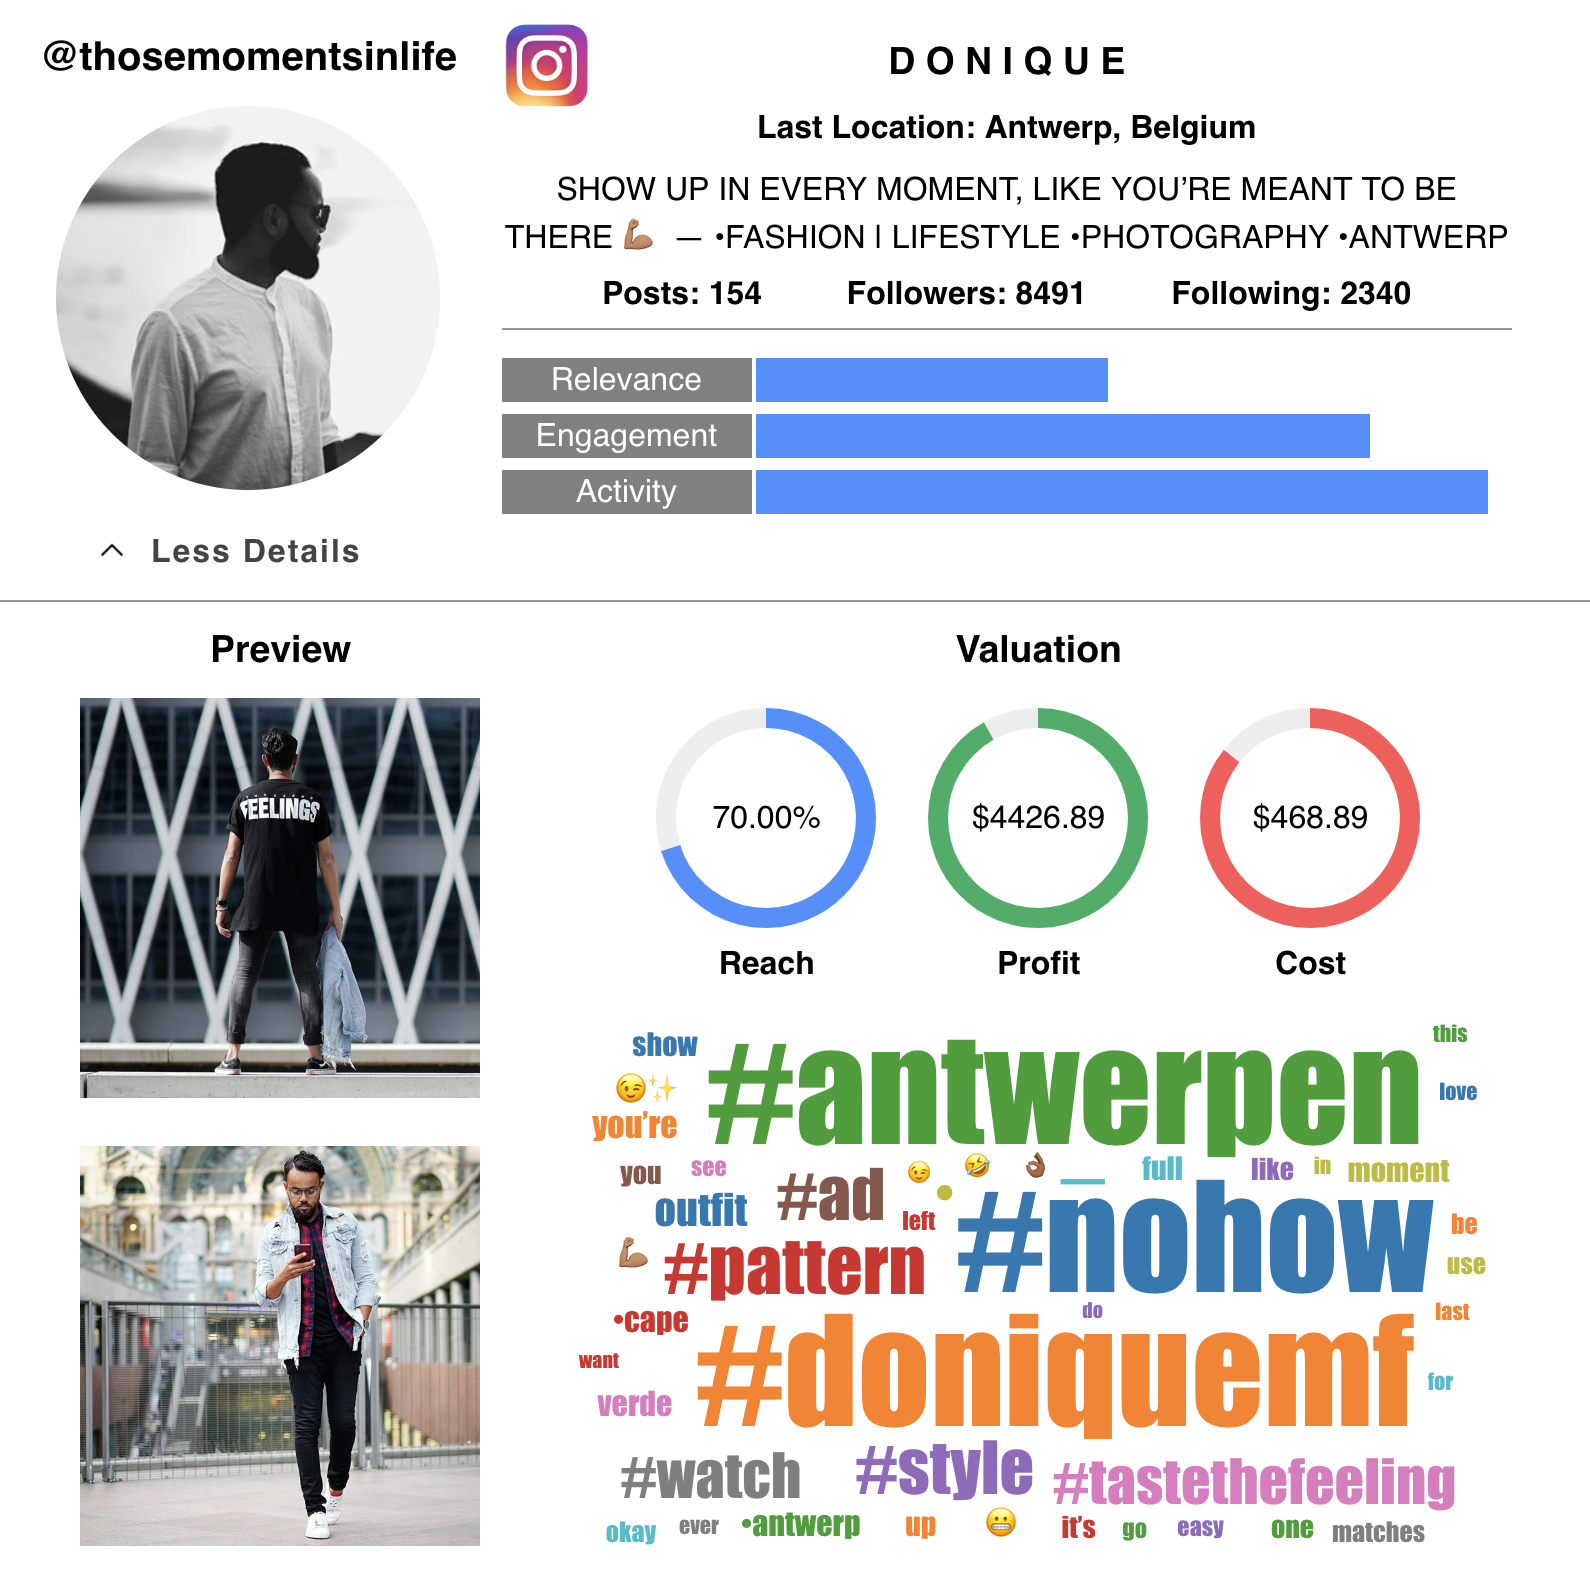 @thosemomentsinlife
DONIQUE
Last Location: Antwerp, Belgium
SHOW UP IN EVERY MOMENT, LIKE YOU’RE MEANT TO BE
THERE 💪🏽 — •FASHION | LIFESTYLE •PHOTOGRAPHY •ANTWERP
Posts: 154 Followers: 8491 Following: 2340
Relevance
Engagement
Activity
Less Details
Preview
Valuation
FEELINGS
70.00% $4426.89 $468.89
Reach Profit Cost
show
this
#antwerpen
😉✨
love
you’re
you see 😉 🤣 👌🏾 full like in moment
outfit #ad left — #nohow be
💪🏽 #pattern use
•cape do last
want #doniquemf for
verde
#watch #style #tastethefeeling
okay ever •antwerp up 😬 it’s go easy one matches